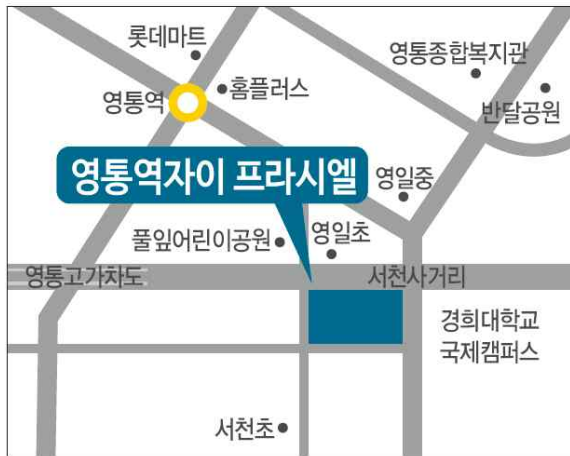 롯데마트
영통종합복지관
영통역
홈플러스
반달공원
영통역자이 프라시엘
영일중
풀잎어린이공원
영일초
영통고가차도
서천사거리
경희대학교
국제캠퍼스
서천초